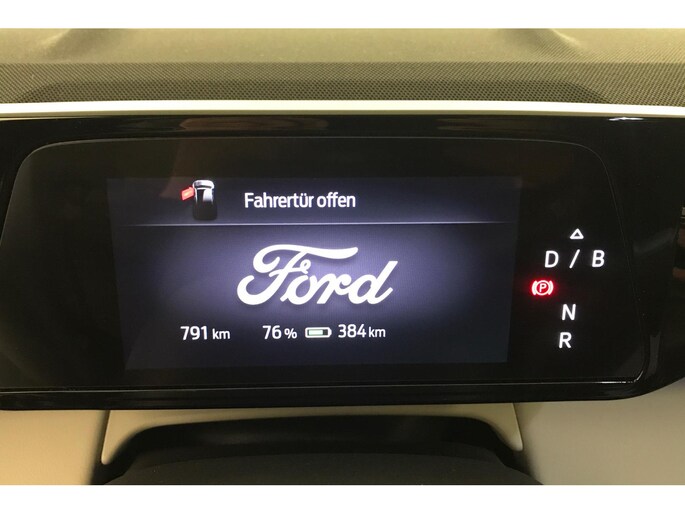 Fahrertür offen
Ford
791 km 76 % 384 km
D / B
P
N
R